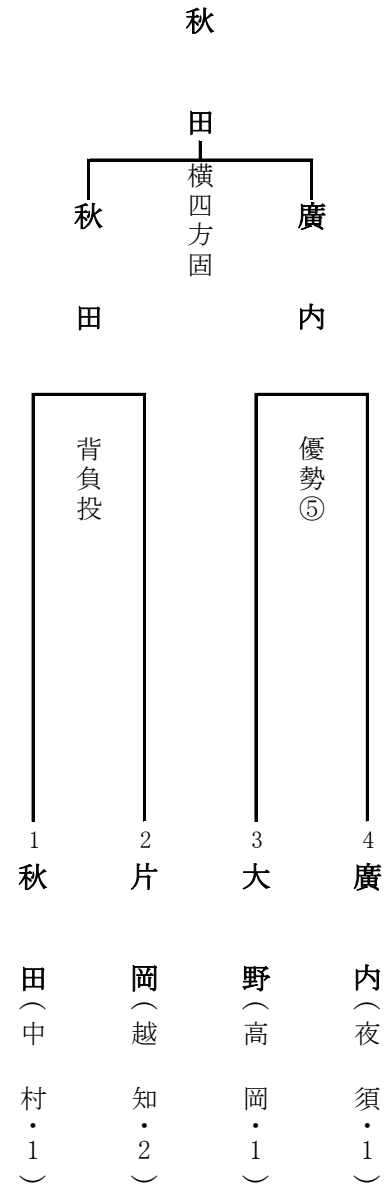 秋田
横四方固
秋田
廣内
背負投
優勢⑤
1
秋田(中村・1)
2
片岡(越知・2)
3
大野(高岡・1)
4
廣内(夜須・1)